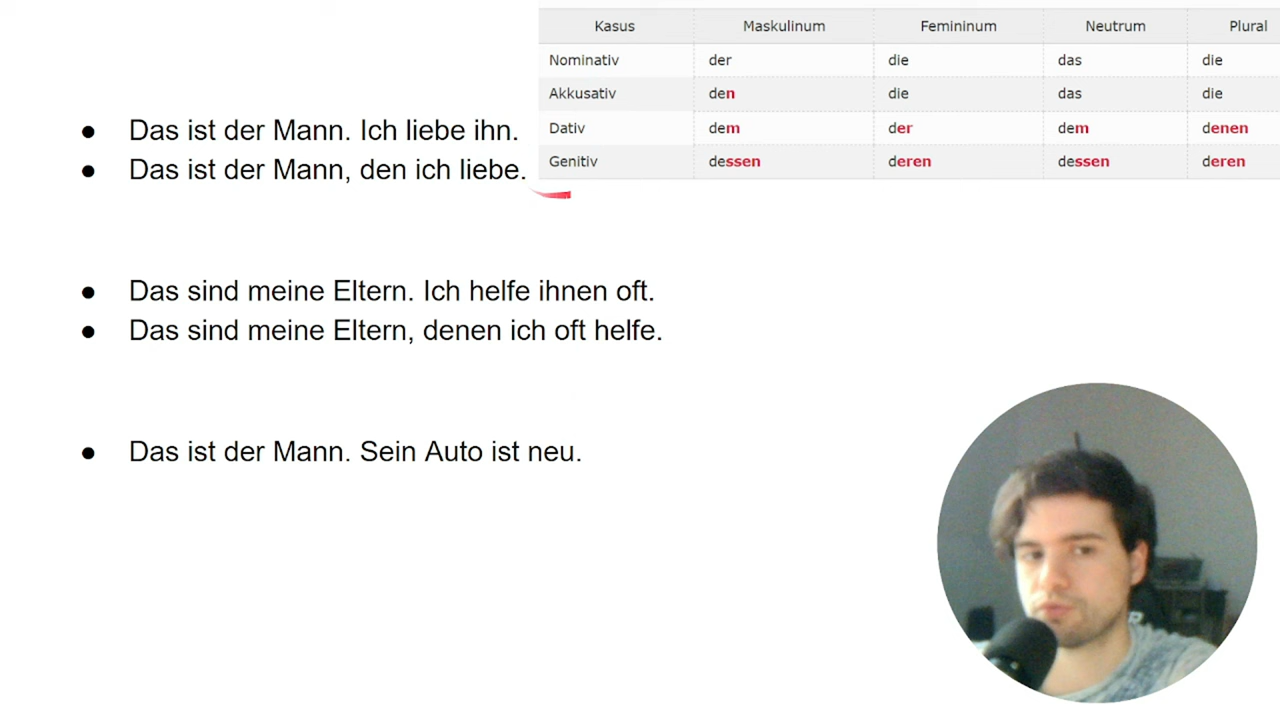 Kasus Maskulinum Femininum Neutrum Plural
Nominativ der die das die
Akkusativ den die das die
Dativ dem der dem denen
Genitiv dessen deren dessen deren
Das ist der Mann. Ich liebe ihn.
Das ist der Mann, den ich liebe.
Das sind meine Eltern. Ich helfe ihnen oft.
Das sind meine Eltern, denen ich oft helfe.
Das ist der Mann. Sein Auto ist neu.